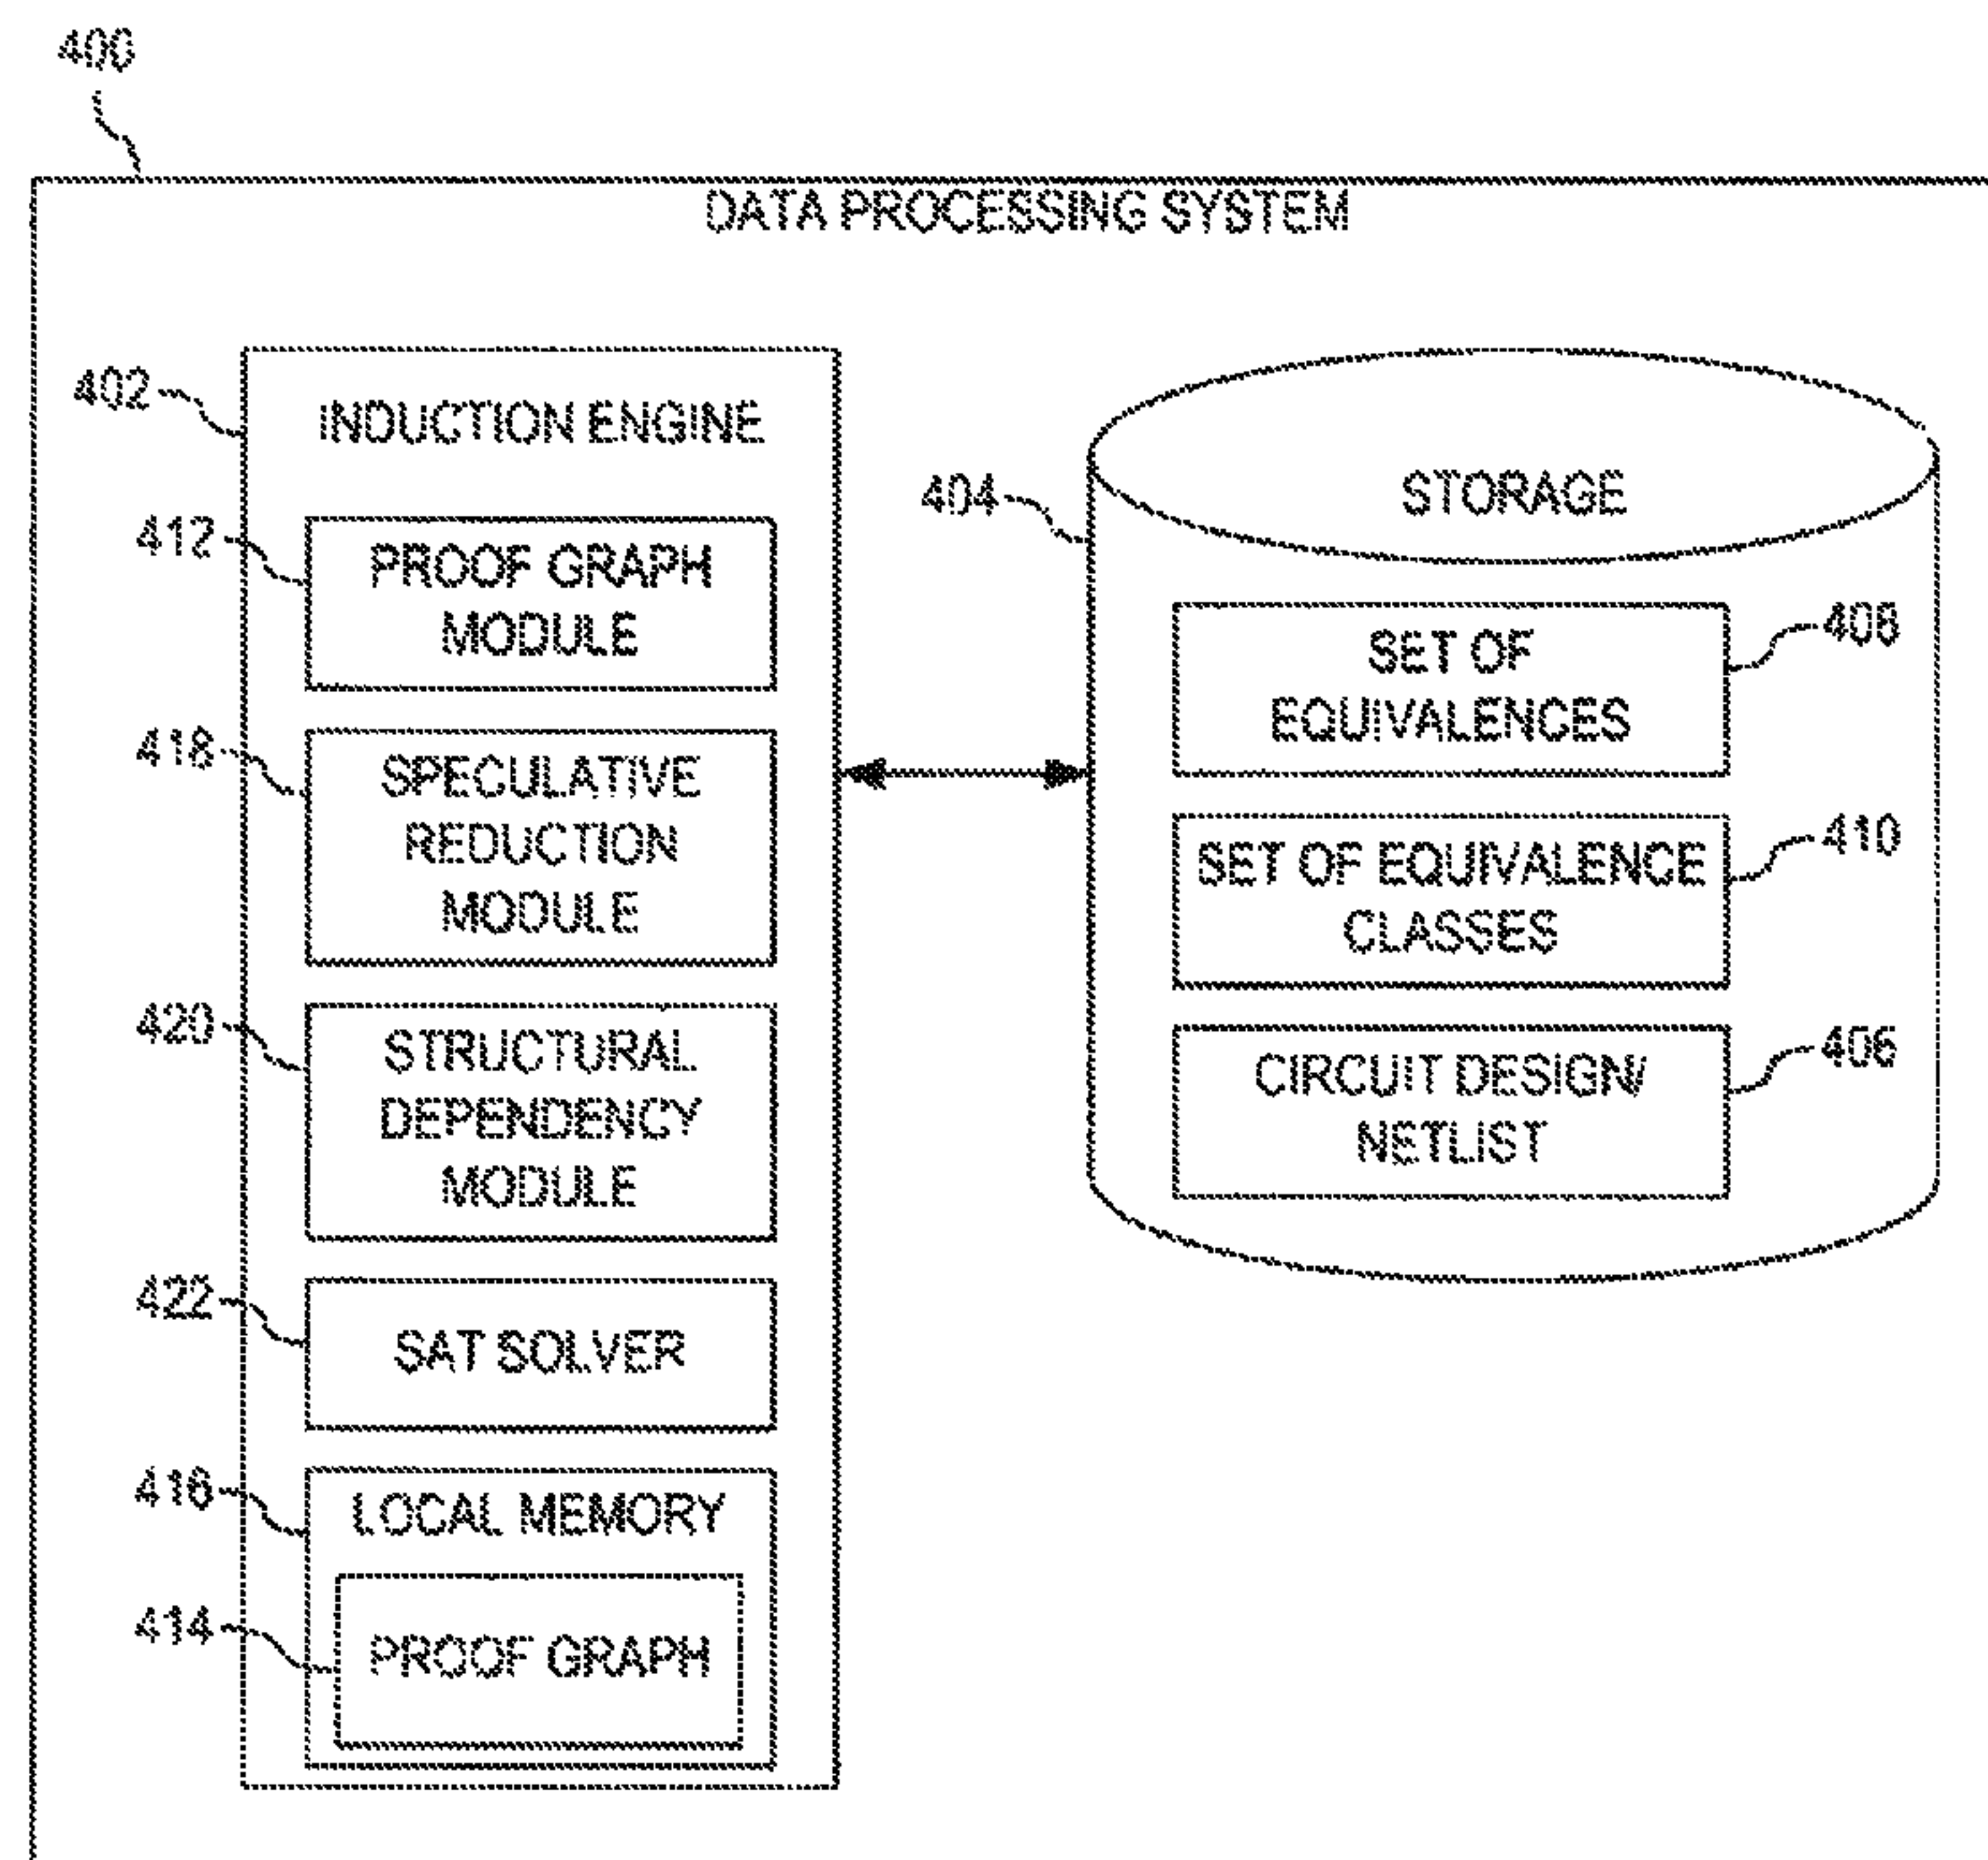 400
DATA PROCESSING SYSTEM
402
INDUCTION ENGINE
412
PROOF GRAPH
MODULE
418
SPECULATIVE
REDUCTION
MODULE
420
STRUCTURAL
DEPENDENCY
MODULE
422
SAT SOLVER
416
LOCAL MEMORY
414
PROOF GRAPH
404
STORAGE
SET OF
EQUIVALENCES
408
SET OF EQUIVALENCE
CLASSES
410
CIRCUIT DESIGN/
NETLIST
406